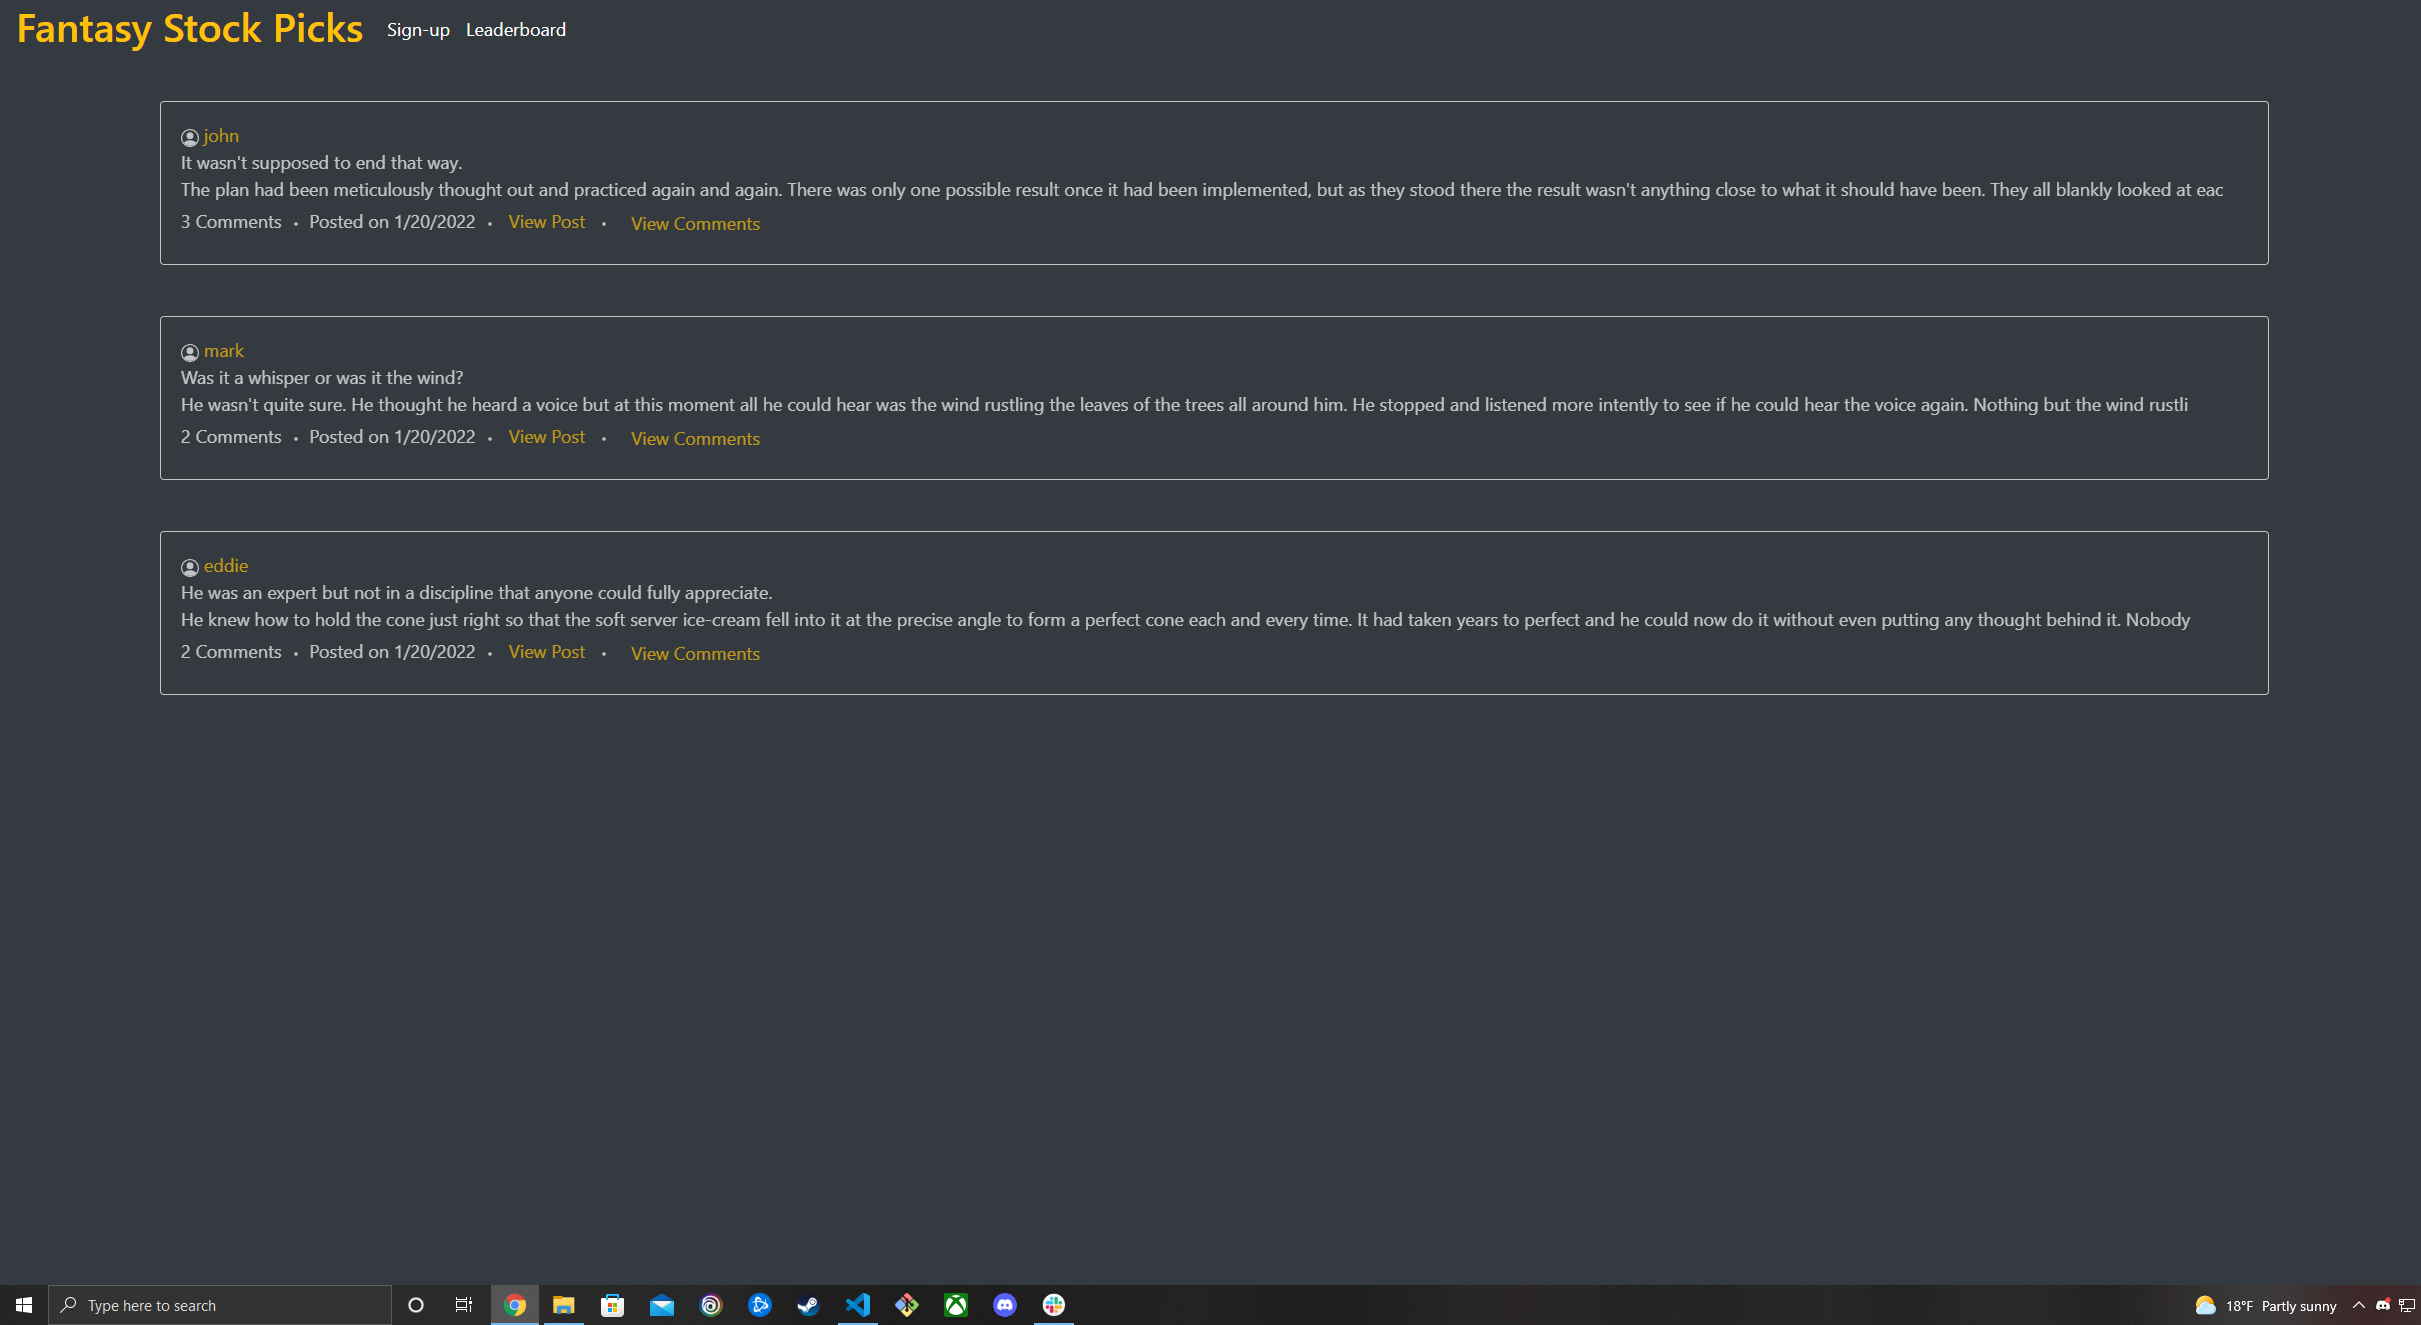 Fantasy Stock Picks Sign-up Leaderboard
john
It wasn't supposed to end that way.
The plan had been meticulously thought out and practiced again and again. There was only one possible result once it had been implemented, but as they stood there the result wasn't anything close to what it should have been. They all blankly looked at eac
3 Comments • Posted on 1/20/2022 • View Post • View Comments
mark
Was it a whisper or was it the wind?
He wasn't quite sure. He thought he heard a voice but at this moment all he could hear was the wind rustling the leaves of the trees all around him. He stopped and listened more intently to see if he could hear the voice again. Nothing but the wind rustli
2 Comments • Posted on 1/20/2022 • View Post • View Comments
eddie
He was an expert but not in a discipline that anyone could fully appreciate.
He knew how to hold the cone just right so that the soft server ice-cream fell into it at the precise angle to form a perfect cone each and every time. It had taken years to perfect and he could now do it without even putting any thought behind it. Nobody
2 Comments • Posted on 1/20/2022 • View Post • View Comments
Type here to search 18°F Partly sunny